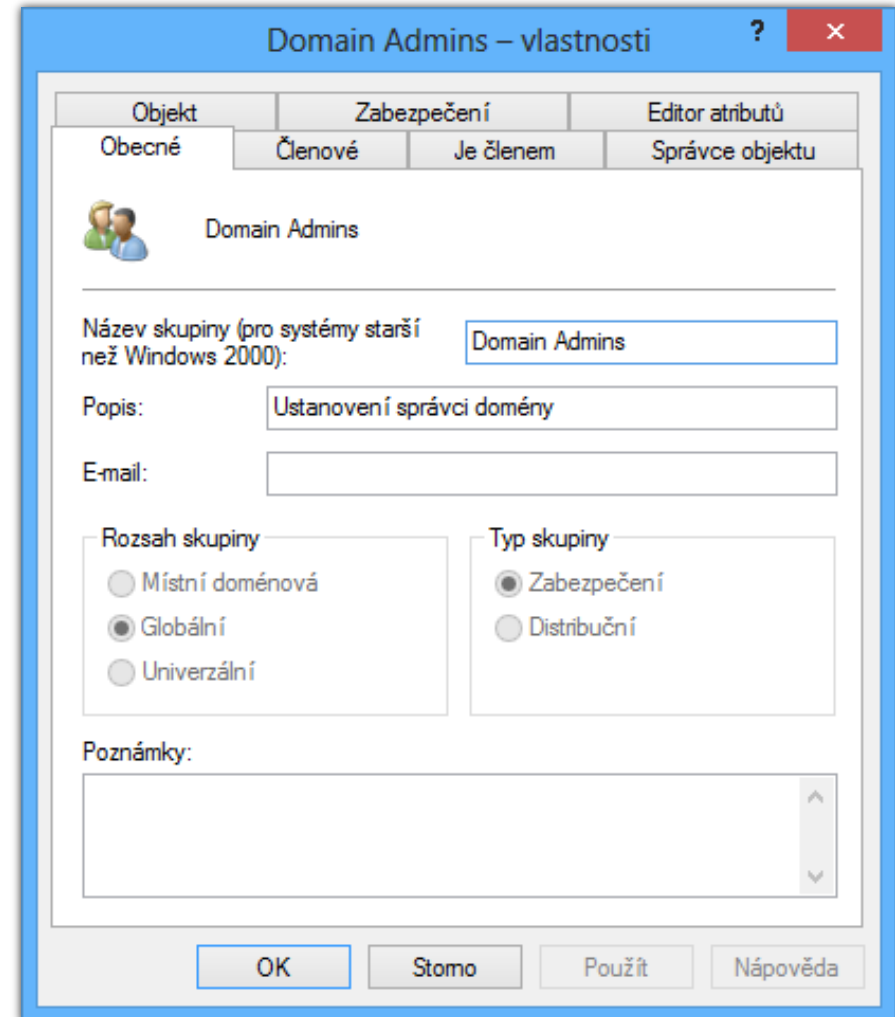 Domain Admins – vlastnosti
?
Objekt
Zabezpečení
Editor atributů
Obecné
Členové
Je členem
Správce objektu
Domain Admins
Název skupiny (pro systémy starší
než Windows 2000):
Domain Admins
Popis:
Ustanovení správci domény
E-mail:
Rozsah skupiny
Místní doménová
Globální
Univerzální
Typ skupiny
Zabezpečení
Distribuční
Poznámky:
OK
Storno
Použít
Nápověda